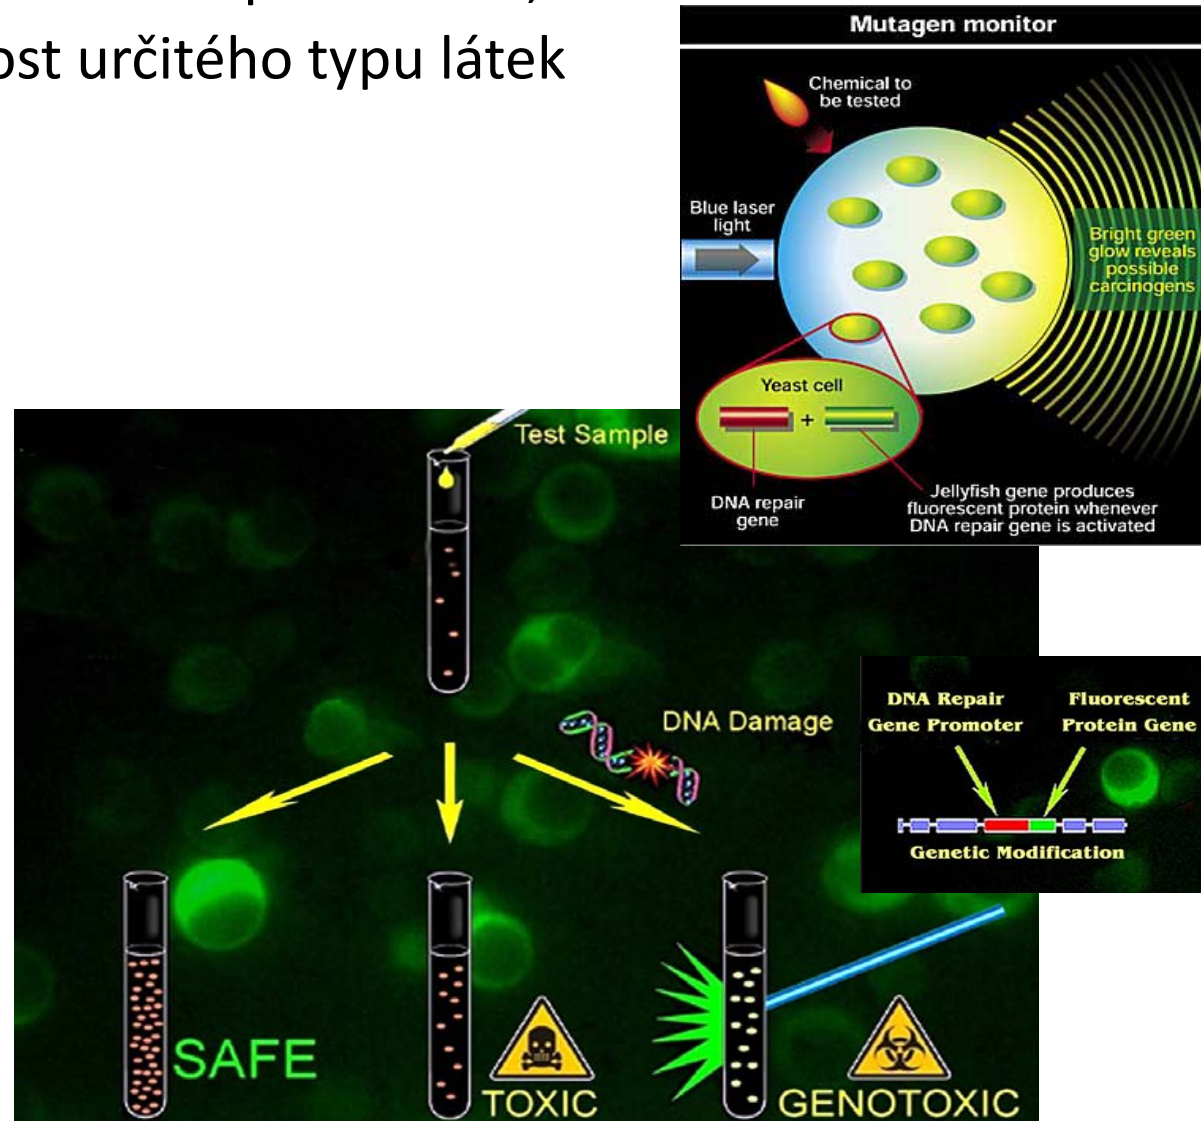 ost určitého typu látek
Mutagen monitor
Chemical to
be tested
Blue laser
light
Bright green
glow reveals
possible
carcinogens
Yeast cell
+
DNA repair
gene
Jellyfish gene produces
fluorescent protein whenever
DNA repair gene is activated
Test Sample
DNA Damage
DNA Repair
Gene Promoter
Fluorescent
Protein Gene
Genetic Modification
SAFE
TOXIC
GENOTOXIC